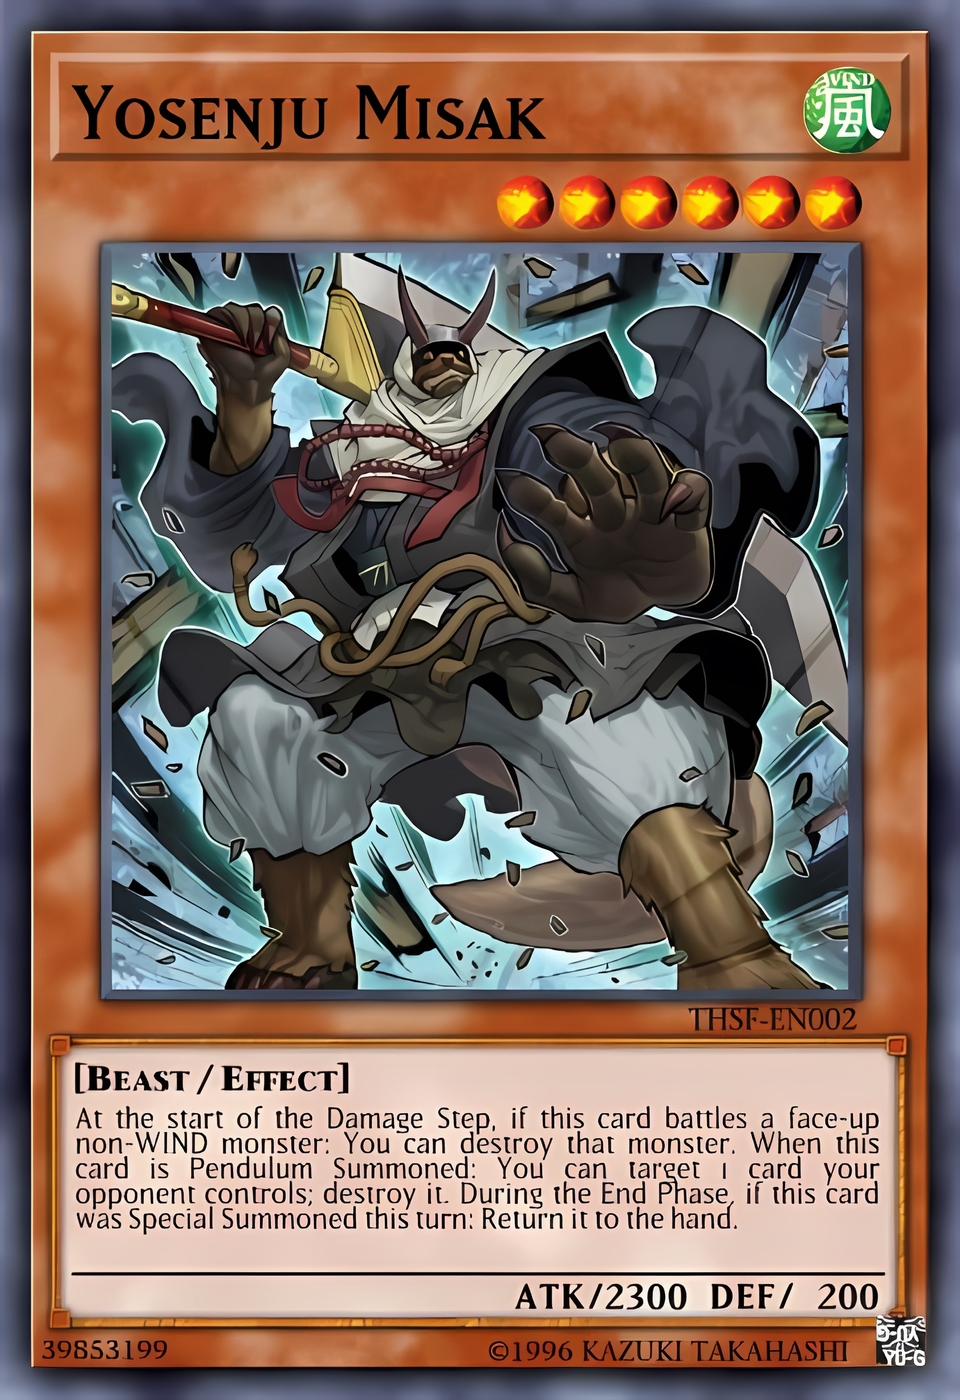 Yosenju Misak
WIND
風
THSF-EN002
[Beast / Effect]
At the start of the Damage Step, if this card battles a face-up
non-WIND monster: You can destroy that monster. When this
card is Pendulum Summoned: You can target 1 card your
opponent controls; destroy it. During the End Phase, if this card
was Special Summoned this turn: Return it to the hand.
ATK/2300 DEF/ 200
39853199
©1996 KAZUKI TAKAHASHI